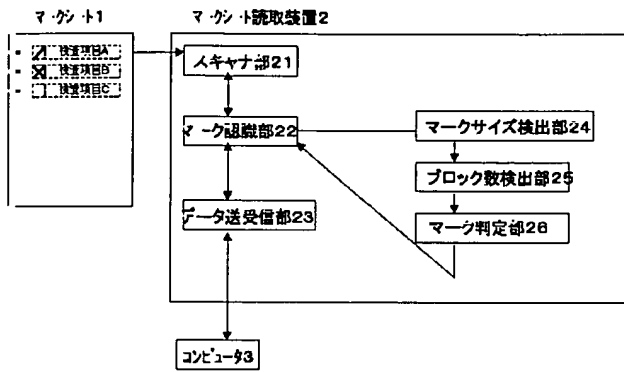 マークシート1
マークシート読取装置2
検査項目A
検査項目B
検査項目C
スキャナ部21
マーク認識部22
マークサイズ検出部24
ブロック数検出部25
データ送受信部23
マーク判定部26
コンピュータ3